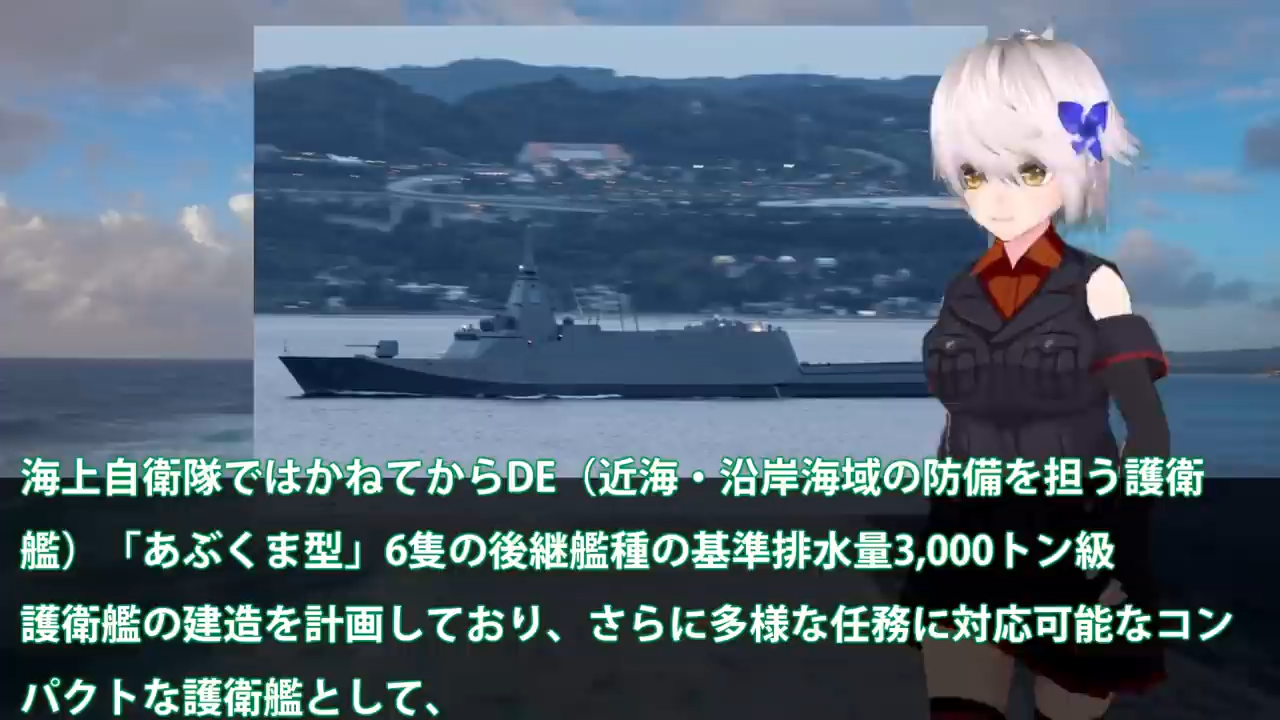 海上自衛隊ではかねてからDE（近海・沿岸海域の防備を担う護衛
艦）「あぶくま型」6隻の後継艦種の基準排水量3,000トン級
護衛艦の建造を計画しており、さらに多様な任務に対応可能なコン
パクトな護衛艦として、